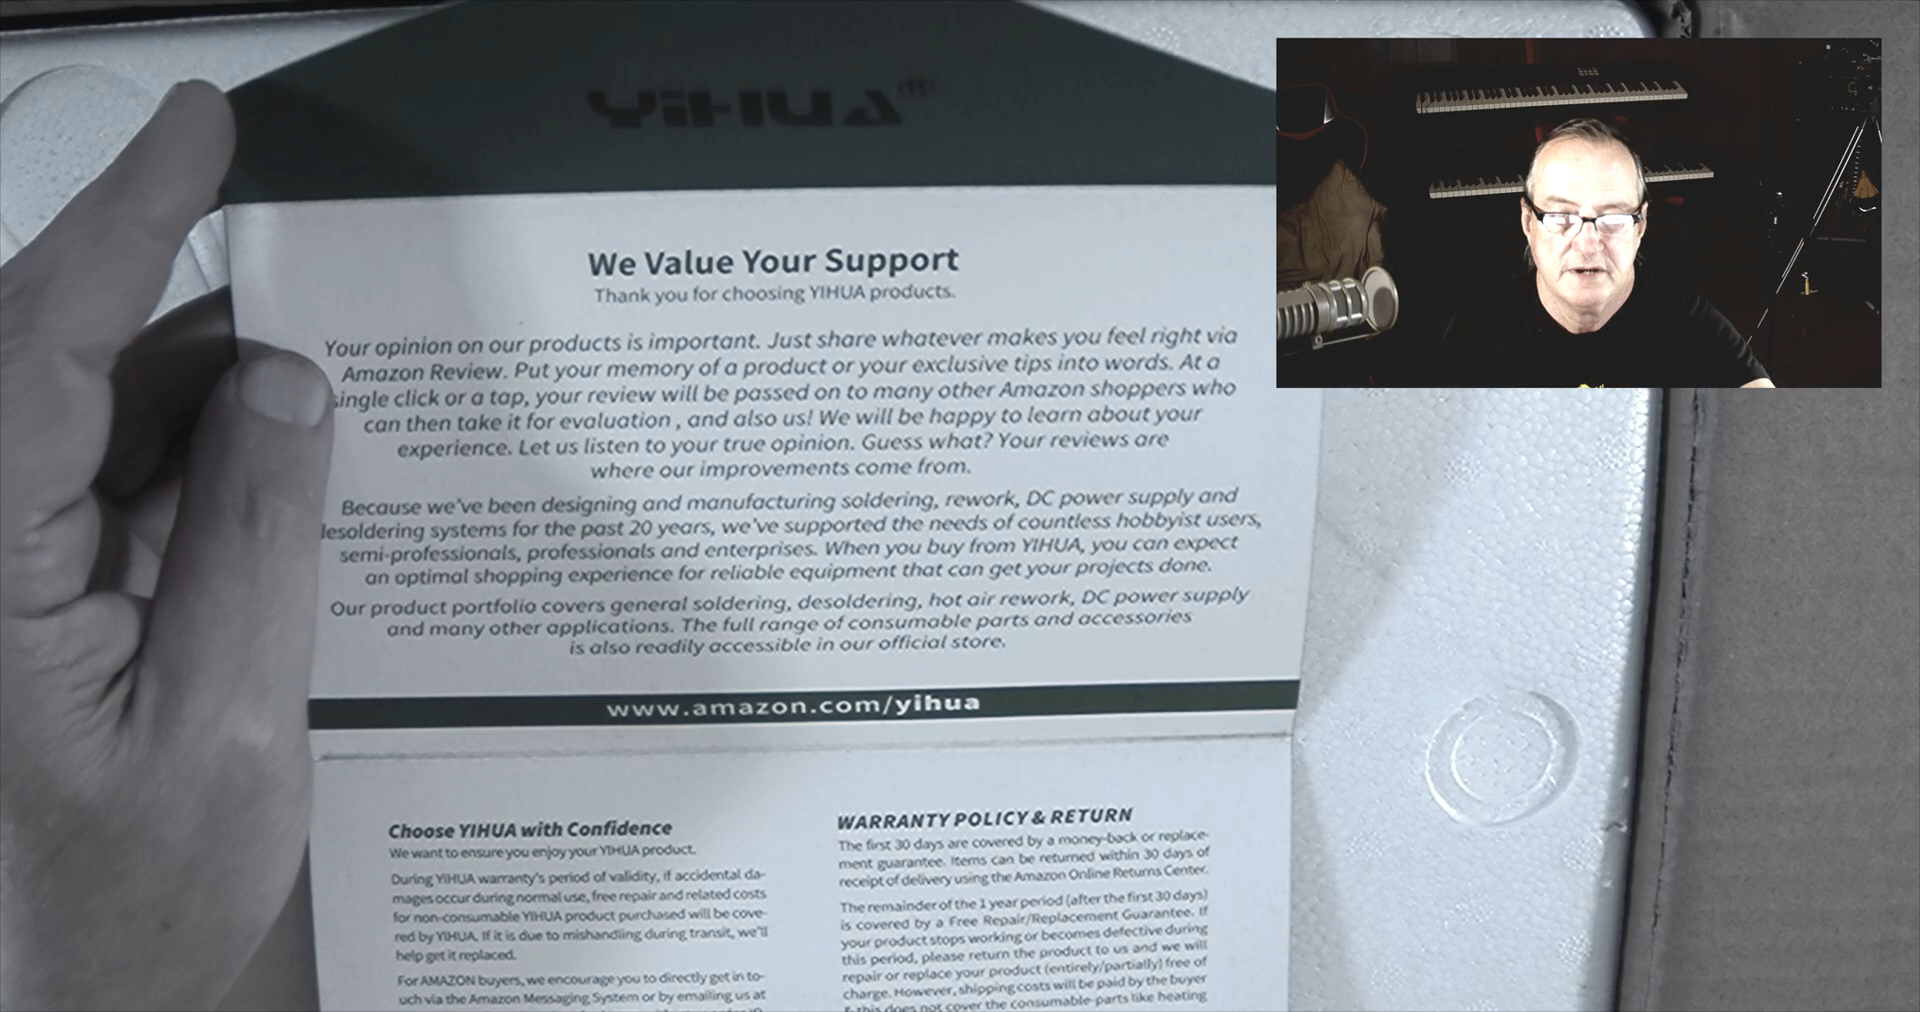 YIHUA
We Value Your Support
Thank you for choosing YIHUA products.
Your opinion on our products is important. Just share whatever makes you feel right via
Amazon Review. Put your memory of a product or your exclusive tips into words. At a
single click or a tap, your review will be passed on to many other Amazon shoppers who
can then take it for evaluation , and also us! We will be happy to learn about your
experience. Let us listen to your true opinion. Guess what? Your reviews are
where our improvements come from.
Because we've been designing and manufacturing soldering, rework, DC power supply and
desoldering systems for the past 20 years, we've supported the needs of countless hobbyist users,
semi-professionals, professionals and enterprises. When you buy from YIHUA, you can expect
an optimal shopping experience for reliable equipment that can get your projects done.
Our product portfolio covers general soldering, desoldering, hot air rework, DC power supply
and many other applications. The full range of consumable parts and accessories
is also readily accessible in our official store.
www.amazon.com/yihua
Choose YIHUA with Confidence
We want to ensure you enjoy your YIHUA product.
During YIHUA warranty's period of validity, if accidental da-
mages occur during normal use, free repair and related costs
for non-consumable YIHUA product purchased will be cove-
red by YIHUA. If it is due to mishandling during transit, we'll
help get it replaced.
For AMAZON buyers, we encourage you to directly get in to-
uch via the Amazon Messaging System or by emailing us at
WARRANTY POLICY & RETURN
The first 30 days are covered by a money-back or replace-
ment guarantee. Items can be returned within 30 days of
receipt of delivery using the Amazon Online Returns Center.
The remainder of the 1 year period (after the first 30 days)
is covered by a Free Repair/Replacement Guarantee. If
your product stops working or becomes defective during
this period, please return the product to us and we will
repair or replace your product (entirely/partially) free of
charge. However, shipping costs will be paid by the buyer
& this does not cover the consumable-parts like heating